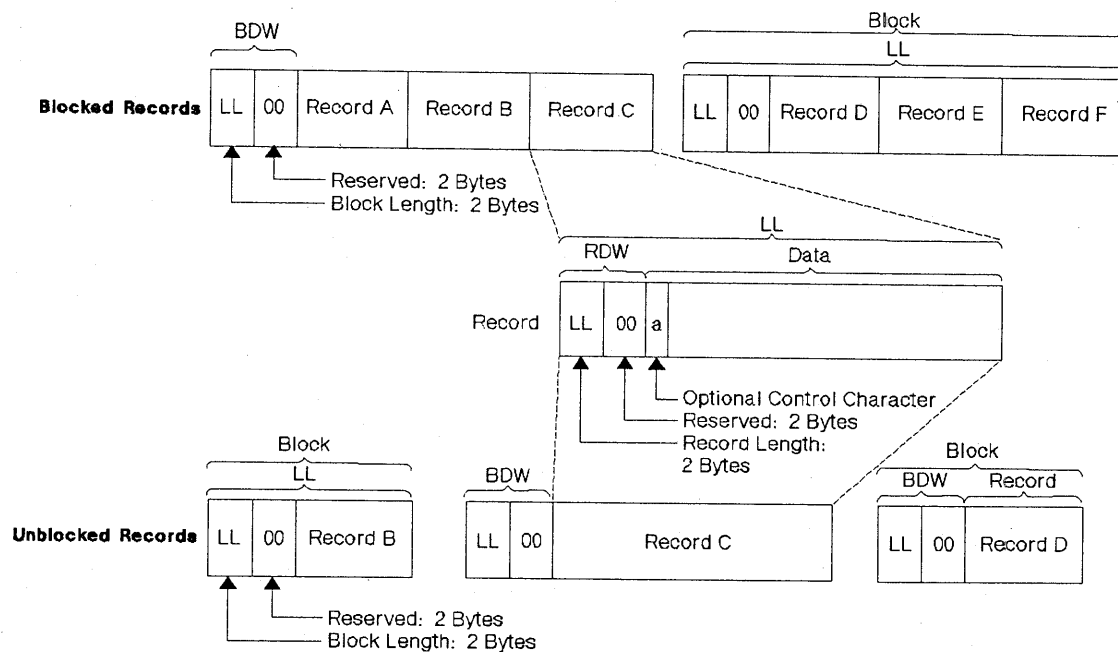 BDW
Block
LL
Blocked Records
LL 00 Record A Record B Record C
LL 00 Record D Record E Record F
Reserved: 2 Bytes
Block Length: 2 Bytes
LL
RDW Data
Record LL 00 a
Optional Control Character
Reserved: 2 Bytes
Record Length:
2 Bytes
Block
LL
BDW
Block
BDW Record
Unblocked Records
LL 00 Record B
LL 00 Record C
LL 00 Record D
Reserved: 2 Bytes
Block Length: 2 Bytes